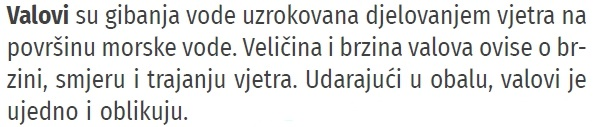 Valovi su gibanja vode uzrokovana djelovanjem vjetra na
površinu morske vode. Veličina i brzina valova ovise o br-
zini, smjeru i trajanju vjetra. Udarajući u obalu, valovi je
ujedno i oblikuju.